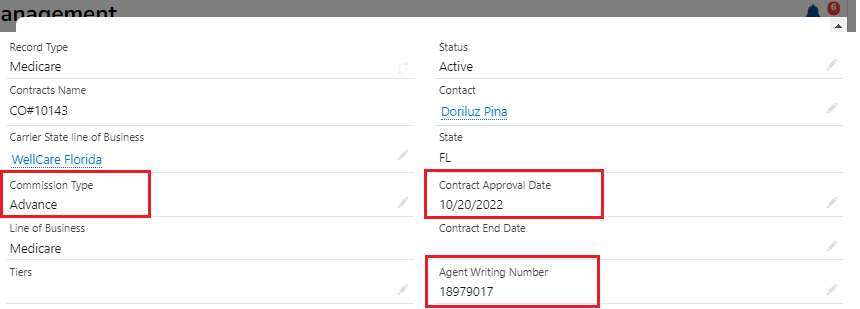 anagement
6
Record Type
Medicare
Status
Active
Contracts Name
CO#10143
Contact
Doriluz Pina
Carrier State line of Business
WellCare Florida
State
FL
Commission Type
Advance
Contract Approval Date
10/20/2022
Line of Business
Medicare
Contract End Date
Tiers
Agent Writing Number
18979017